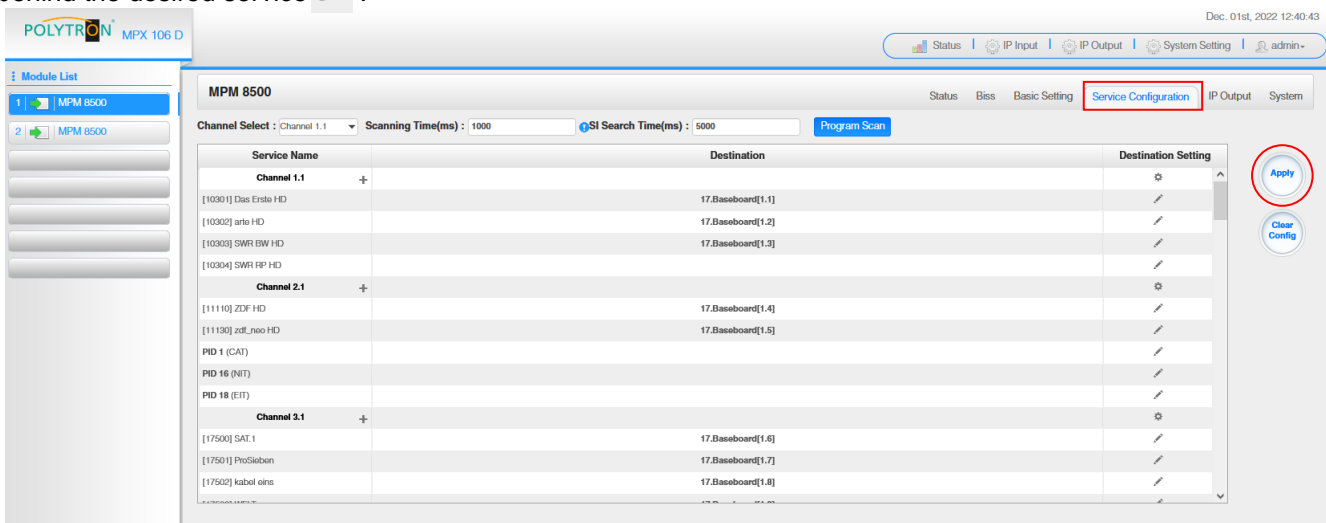 behind the desired service .
Dec. 01st, 2022 12:40:43
POLYTRON MPX 106 D
Status IP Input IP Output System Setting admin
Module List
1 MPM 8500
2 MPM 8500
MPM 8500
Status Biss Basic Setting Service Configuration IP Output System
Channel Select : Channel 1.1 Scanning Time(ms) : 1000 SI Search Time(ms) : 5000 Program Scan
Service Name Destination Destination Setting
Channel 1.1 +
[10301] Das Erste HD 17.Baseboard[1.1]
[10302] arte HD 17.Baseboard[1.2]
[10303] SWR BW HD 17.Baseboard[1.3]
[10304] SWR RP HD
Channel 2.1 +
[11110] ZDF HD 17.Baseboard[1.4]
[11130] zdf_neo HD 17.Baseboard[1.5]
PID 1 (CAT)
PID 16 (NIT)
PID 18 (EIT)
Channel 3.1 +
[17500] SAT.1 17.Baseboard[1.6]
[17501] ProSieben 17.Baseboard[1.7]
[17502] kabel eins 17.Baseboard[1.8]
Apply
Clear
Config